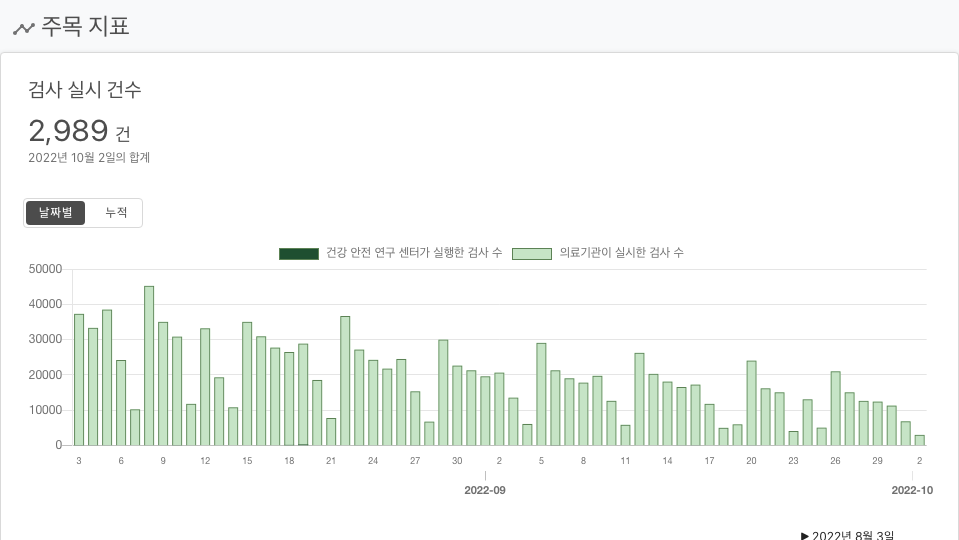 주목 지표
검사 실시 건수
2,989 건
2022년 10월 2일의 합계
날짜별 누적
건강 안전 연구 센터가 실행한 검사 수 의료기관이 실시한 검사 수
50000
40000
30000
20000
10000
0
3 6 9 12 15 18 21 24 27 30 2 5 8 11 14 17 20 23 26 29 2
2022-09 2022-10
▶ 2022년 8월 3일